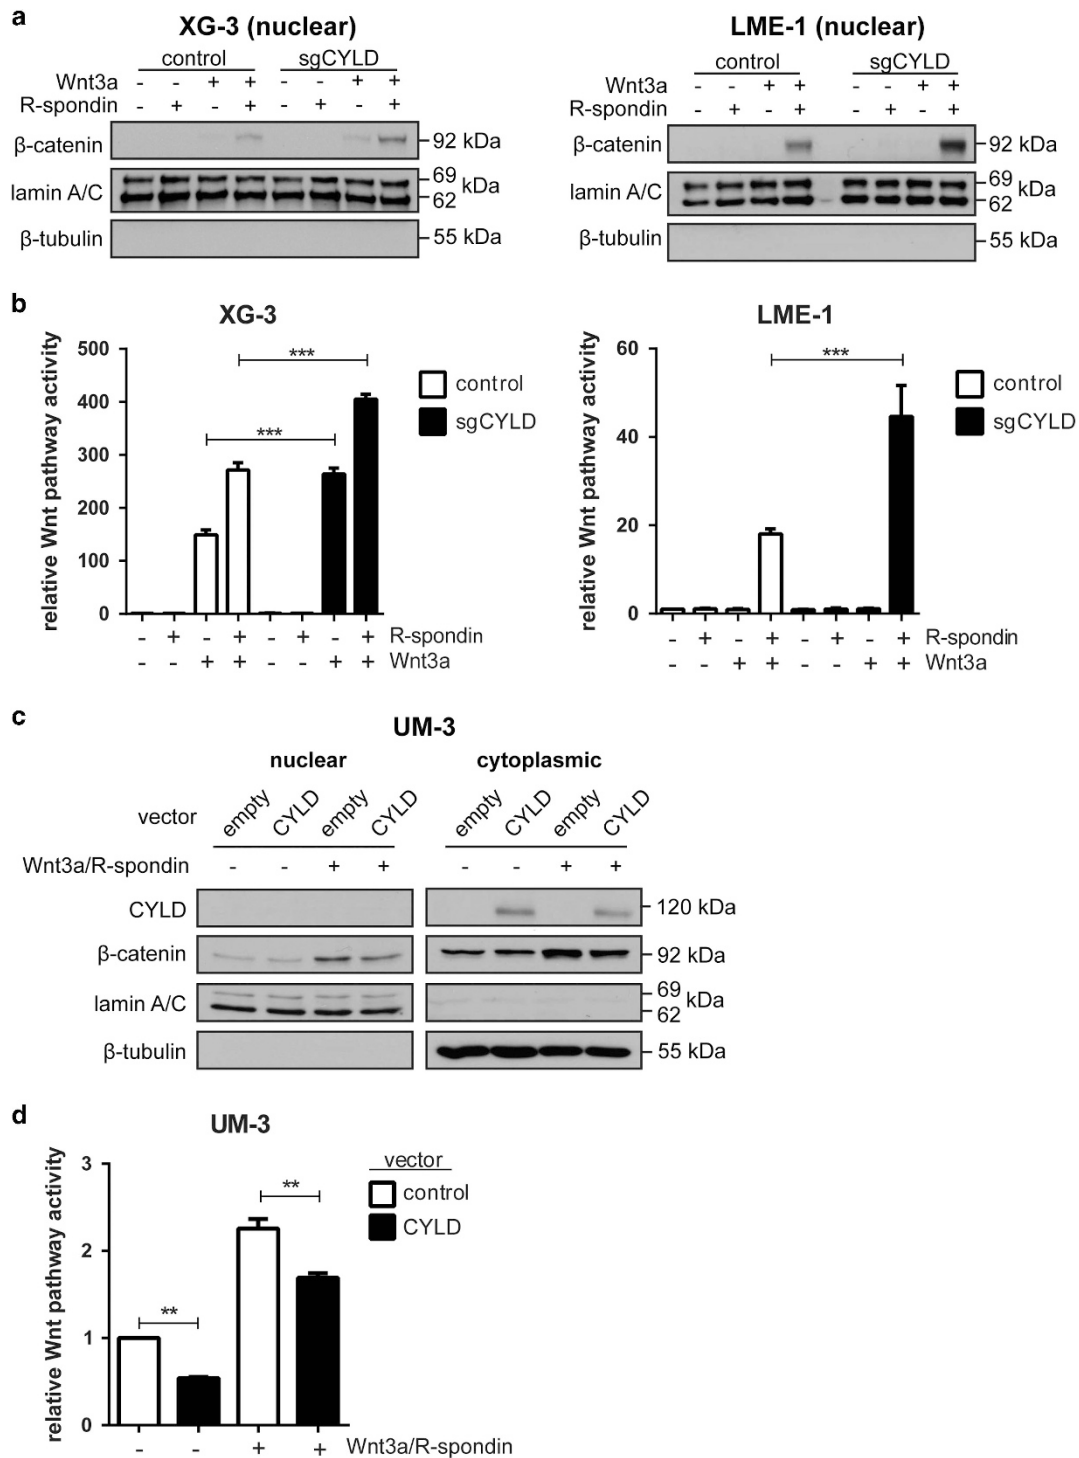 a
XG-3 (nuclear)
control sgCYLD
Wnt3a - - + + - - + +
R-spondin - + - + - + - +
β-catenin 92 kDa
lamin A/C 69 62 kDa
β-tubulin 55 kDa
LME-1 (nuclear)
control sgCYLD
Wnt3a - - + + - - + +
R-spondin - + - + - + - +
β-catenin 92 kDa
lamin A/C 69 62 kDa
β-tubulin 55 kDa
b
XG-3
relative Wnt pathway activity
500
400
300
200
100
0
***
***
control
sgCYLD
- + - + - + - + R-spondin
- - + + - - + + Wnt3a
LME-1
relative Wnt pathway activity
60
40
20
0
***
control
sgCYLD
- + - + - + - + R-spondin
- - + + - - + + Wnt3a
c
UM-3
nuclear cytoplasmic
vector empty CYLD empty CYLD empty CYLD empty CYLD
Wnt3a/R-spondin - - + + - - + +
CYLD 120 kDa
β-catenin 92 kDa
lamin A/C 69 62 kDa
β-tubulin 55 kDa
d
UM-3
relative Wnt pathway activity
3
2
1
0
**
**
vector
control
CYLD
- - + + Wnt3a/R-spondin